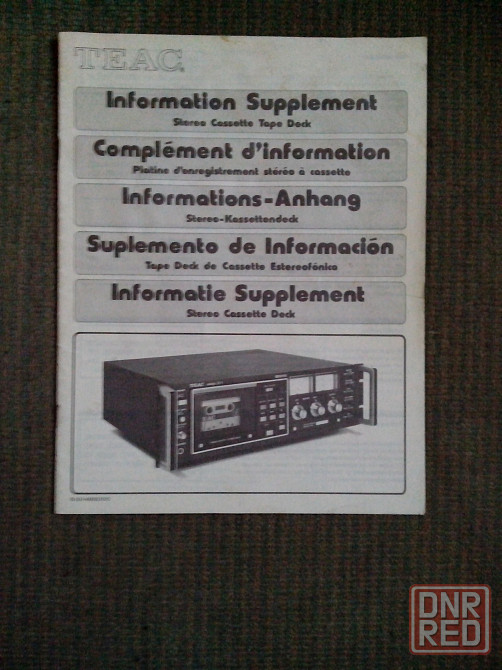 TEAC
Information Supplement
Stereo Cassette Tape Deck
Complément d'information
Platine d'enregistrement stéréo à cassette
Informations-Anhang
Stereo-Kassettendeck
Suplemento de Información
Tape Deck de Cassette Estereofónica
Informatie Supplement
Stereo Cassette Deck
TEAC
DNR
RED